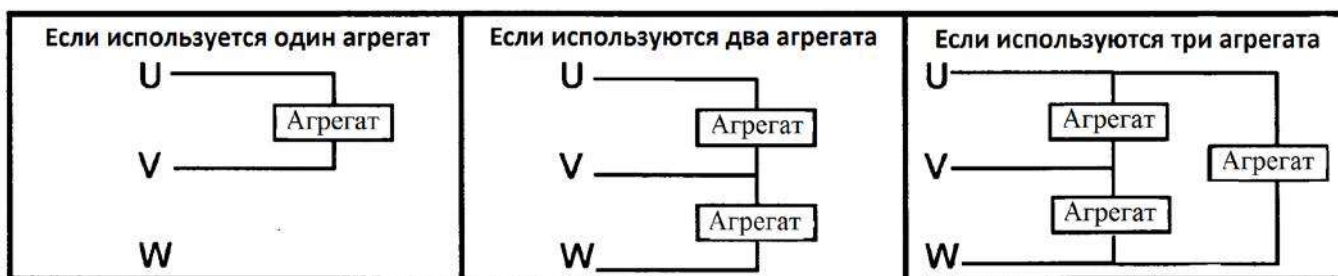 Если используется один агрегат
U
Агрегат
V
W
Если используются два агрегата
U
Агрегат
V
Агрегат
W
Если используются три агрегата
U
Агрегат
V
Агрегат
Агрегат
W